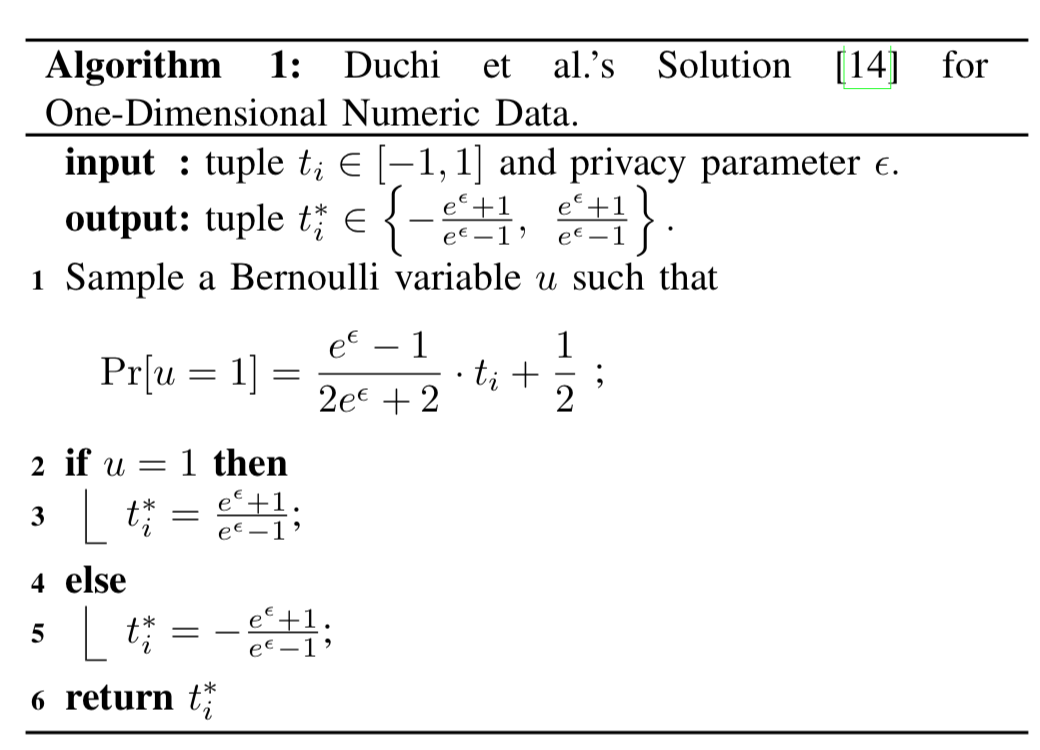 Algorithm 1: Duchi et al.'s Solution [14] for
One-Dimensional Numeric Data.
input : tuple $t_i \in [-1, 1]$ and privacy parameter $\epsilon$.
output: tuple $t_i^* \in \left\{ -\frac{e^\epsilon+1}{e^\epsilon-1}, \frac{e^\epsilon+1}{e^\epsilon-1} \right\}$.
1 Sample a Bernoulli variable $u$ such that
$\Pr[u = 1] = \frac{e^\epsilon - 1}{2e^\epsilon + 2} \cdot t_i + \frac{1}{2}$ ;
2 if $u = 1$ then
3 $t_i^* = \frac{e^\epsilon+1}{e^\epsilon-1}$;
4 else
5 $t_i^* = -\frac{e^\epsilon+1}{e^\epsilon-1}$;
6 return $t_i^*$